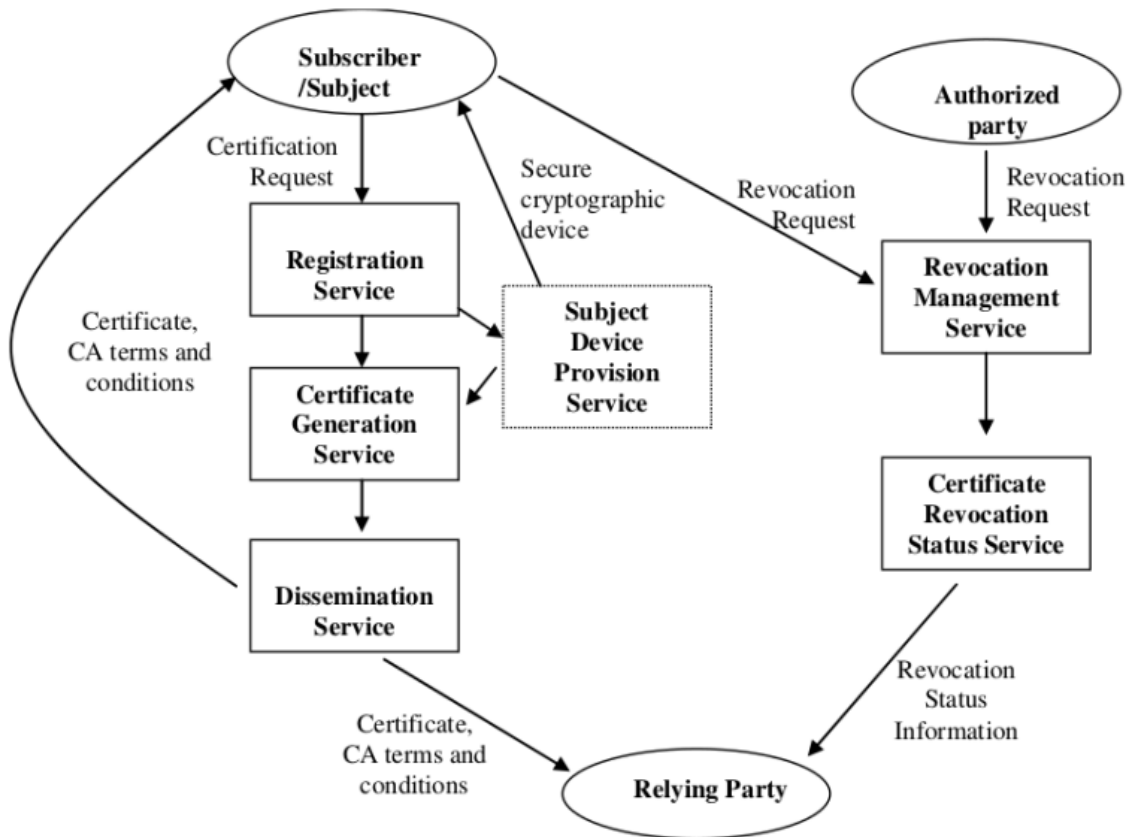 Subscriber
/Subject
Authorized
party
Certification
Request
Secure
cryptographic
device
Revocation
Request
Revocation
Request
Registration
Service
Subject
Device
Provision
Service
Revocation
Management
Service
Certificate,
CA terms and
conditions
Certificate
Generation
Service
Certificate
Revocation
Status Service
Dissemination
Service
Certificate,
CA terms and
conditions
Revocation
Status
Information
Relying Party